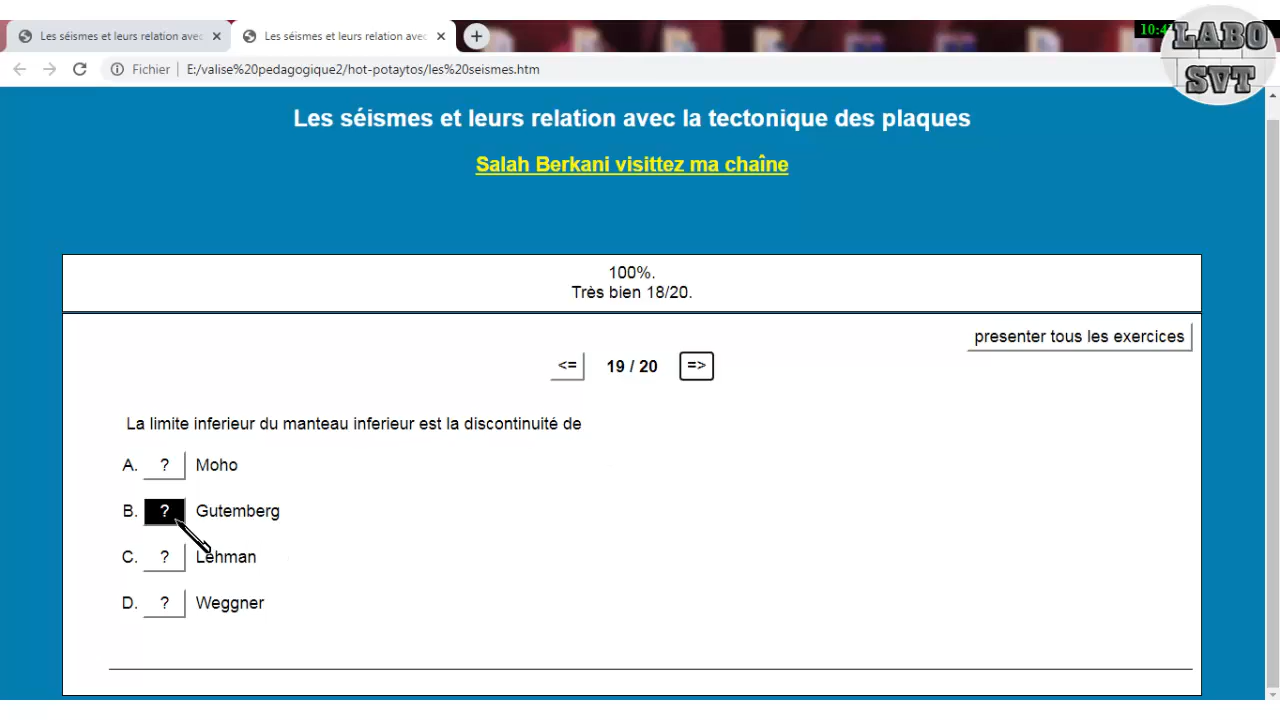 Les séismes et leurs relation avec
Les séismes et leurs relation avec
10:4
LABO
SVT
Fichier
E:/valise%20pedagogique2/hot-potaytos/les%20seismes.htm
Les séismes et leurs relation avec la tectonique des plaques
Salah Berkani visittez ma chaîne
100%.
Très bien 18/20.
presenter tous les exercices
<= 19 / 20 =>
La limite inferieur du manteau inferieur est la discontinuité de
A. ? Moho
B. ? Gutemberg
C. ? Lehman
D. ? Weggner